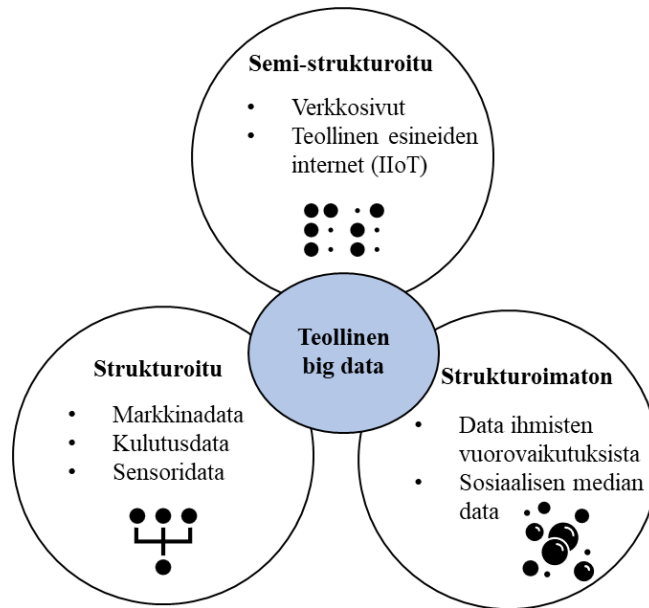 Semi-strukturoitu
• Verkkosivut
• Teollinen esineiden
internet (IIoT)
Teollinen
big data
Strukturoitu
• Markkinadata
• Kulutusdata
• Sensoridata
Strukturoimaton
• Data ihmisten
vuorovaikutuksista
• Sosiaalisen median
data